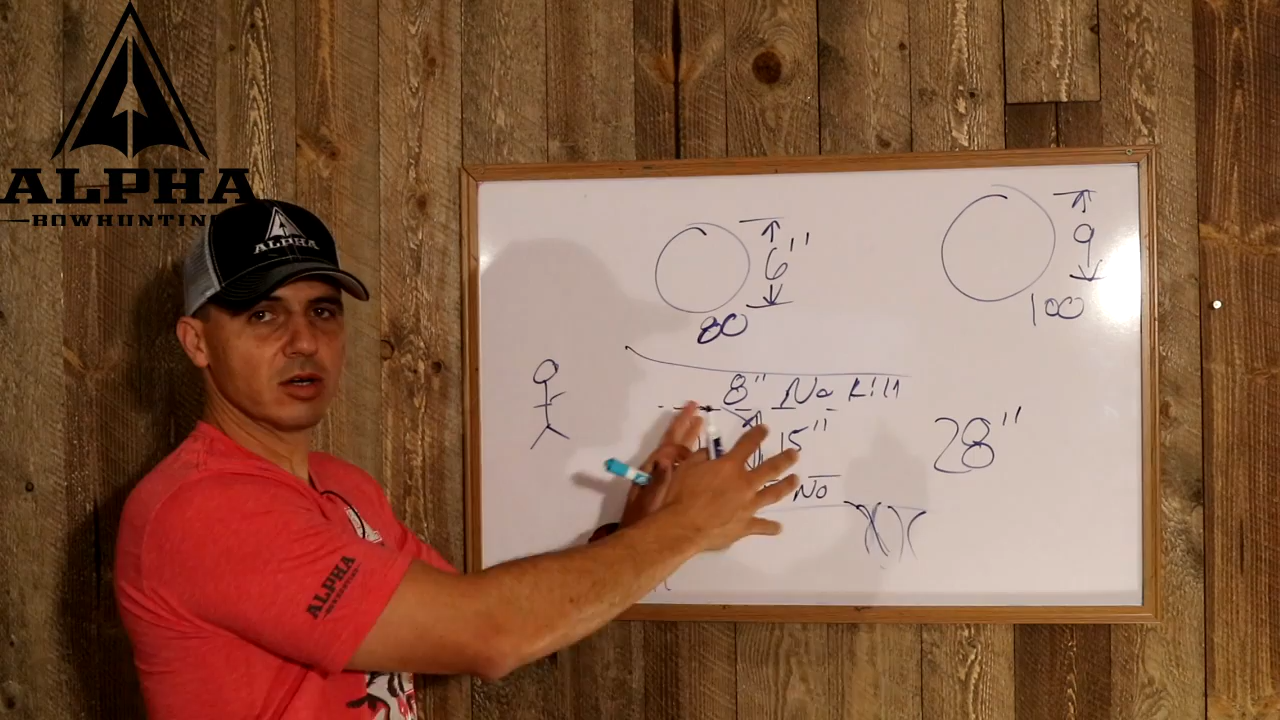 ALPHA
BOWHUNTING
ALPHA
ALPHA
6"
80
9
100
8" No Kill
15"
No
28"